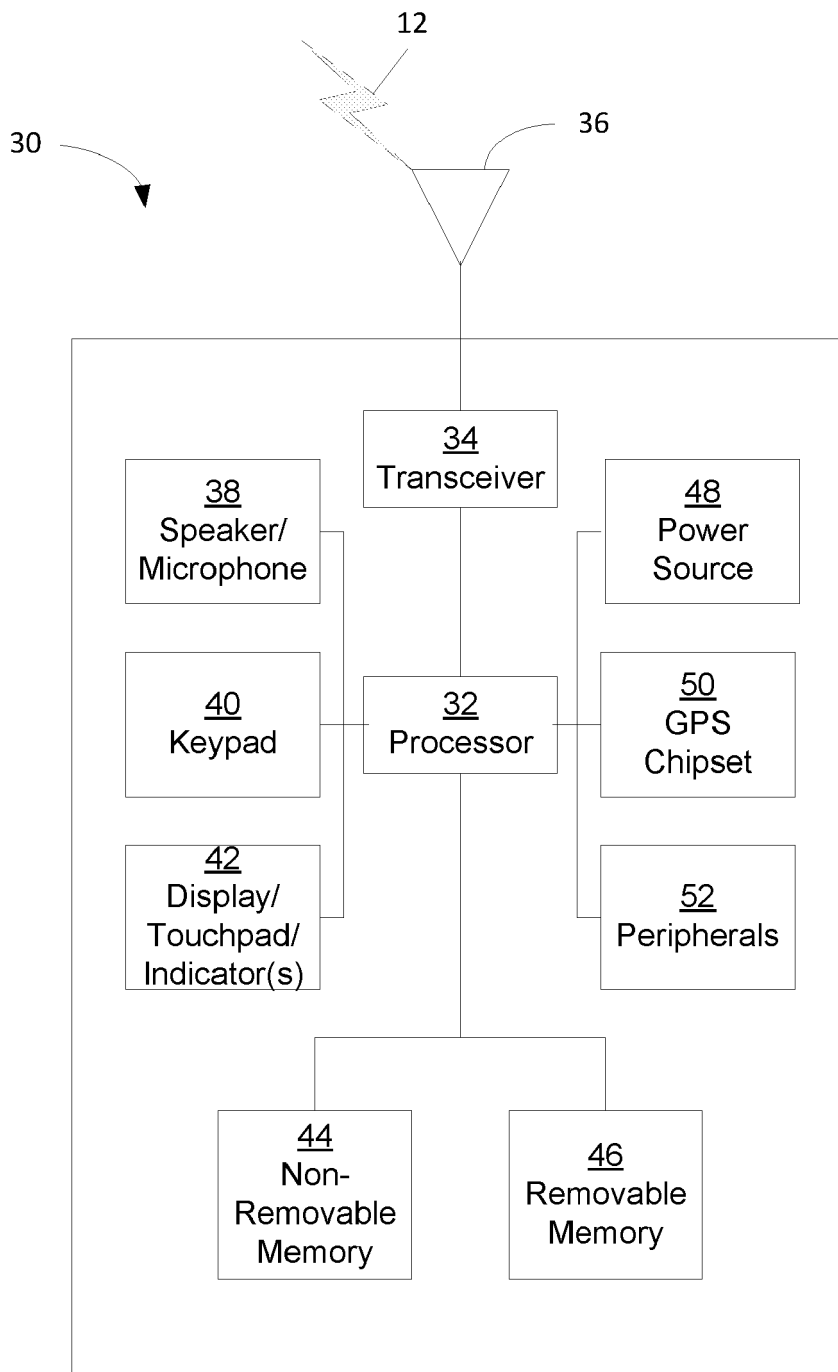 12
36
30
34
Transceiver
38
Speaker/
Microphone
48
Power
Source
40
Keypad
32
Processor
50
GPS
Chipset
42
Display/
Touchpad/
Indicator(s)
52
Peripherals
44
Non-
Removable
Memory
46
Removable
Memory